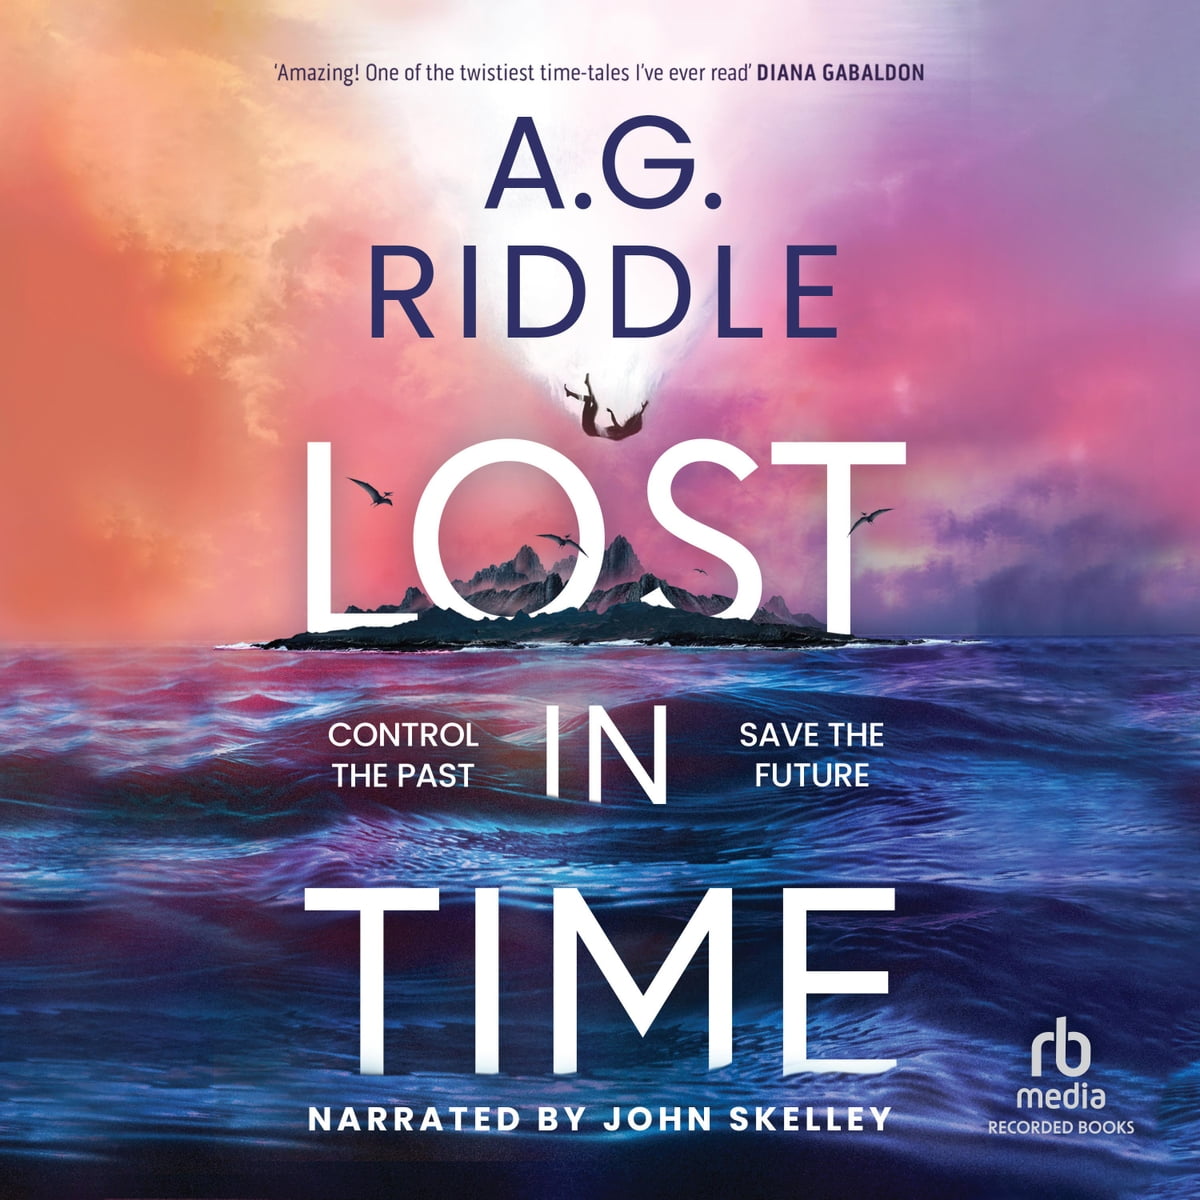 ‘Amazing! One of the twistiest time-tales I’ve ever read’ DIANA GABALDON
A.G.
RIDDLE
LOST
IN
CONTROL
THE PAST
SAVE THE
FUTURE
TIME
NARRATED BY JOHN SKELLEY
rb
media
RECORDED BOOKS